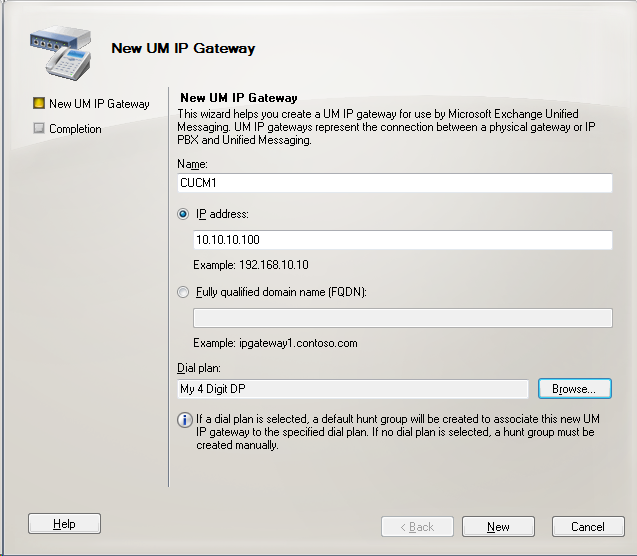 New UM IP Gateway
New UM IP Gateway
Completion
New UM IP Gateway
This wizard helps you create a UM IP gateway for use by Microsoft Exchange Unified
Messaging. UM IP gateways represent the connection between a physical gateway or IP
PBX and Unified Messaging.
Name:
CUCM1
IP address:
10.10.10.100
Example: 192.168.10.10
Fully qualified domain name (FQDN):
Example: ipgateway1.contoso.com
Dial plan:
My 4 Digit DP
Browse...
If a dial plan is selected, a default hunt group will be created to associate this new UM
IP gateway to the specified dial plan. If no dial plan is selected, a hunt group must be
created manually.
Help
< Back
New
Cancel